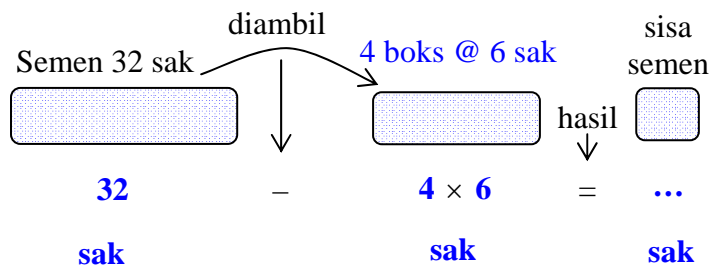 diambil
Semen 32 sak
4 boks @ 6 sak
sisa
semen
hasil
32 – 4 × 6 = ...
sak sak sak